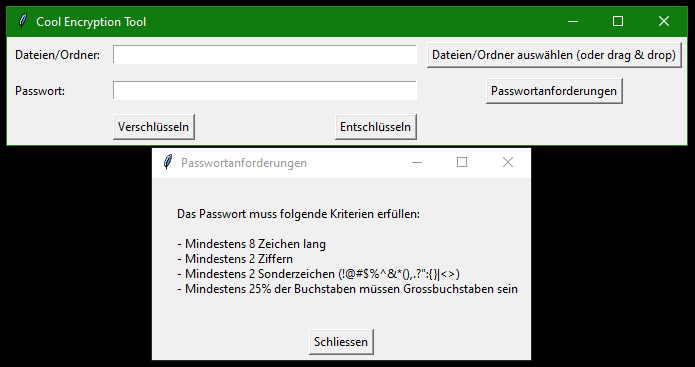 Cool Encryption Tool
Dateien/Ordner:
Dateien/Ordner auswählen (oder drag & drop)
Passwort:
Passwortanforderungen
Verschlüsseln
Entschlüsseln
Passwortanforderungen
Das Passwort muss folgende Kriterien erfüllen:
- Mindestens 8 Zeichen lang
- Mindestens 2 Ziffern
- Mindestens 2 Sonderzeichen (!@#$%^&*(),.?":{}|<>)
- Mindestens 25% der Buchstaben müssen Grossbuchstaben sein
Schliessen